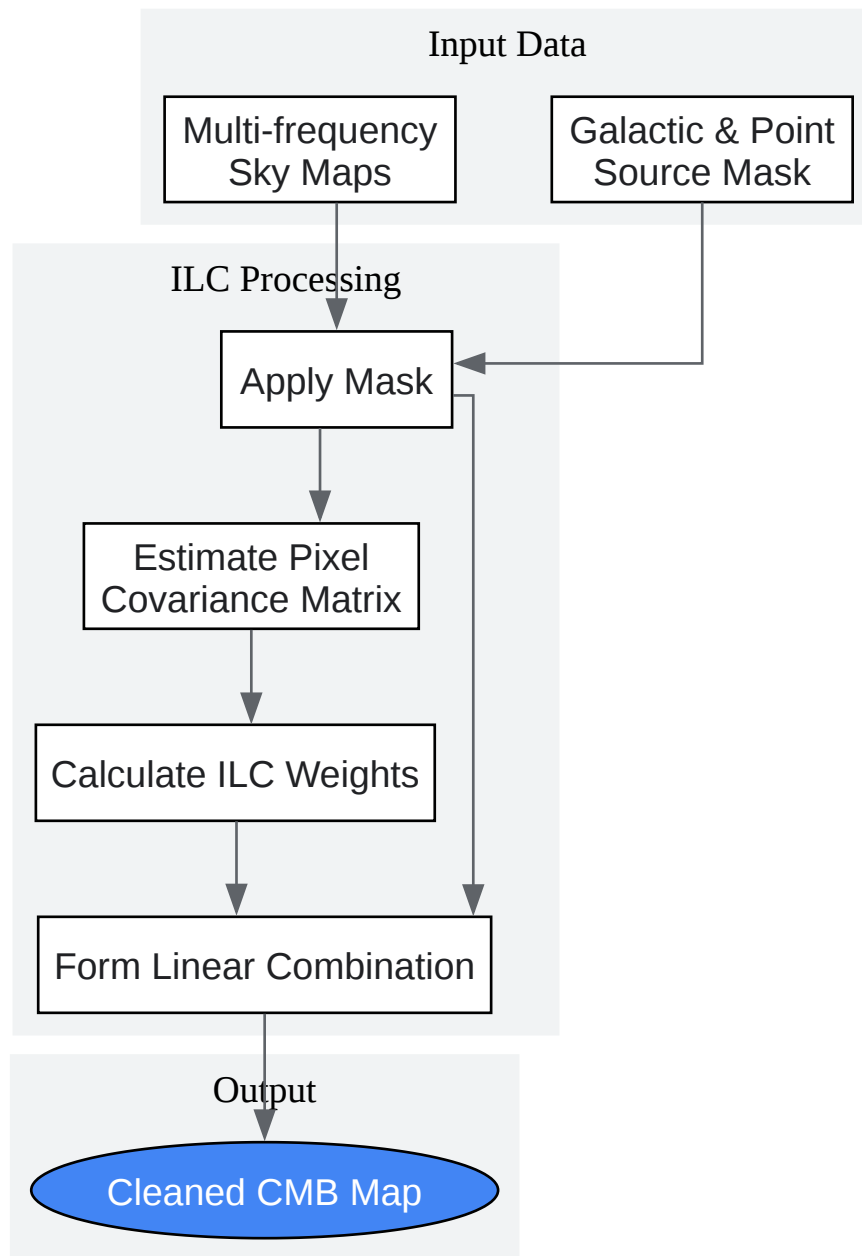 Input Data
Multi-frequency
Sky Maps
Galactic & Point
Source Mask
ILC Processing
Apply Mask
Estimate Pixel
Covariance Matrix
Calculate ILC Weights
Form Linear Combination
Output
Cleaned CMB Map